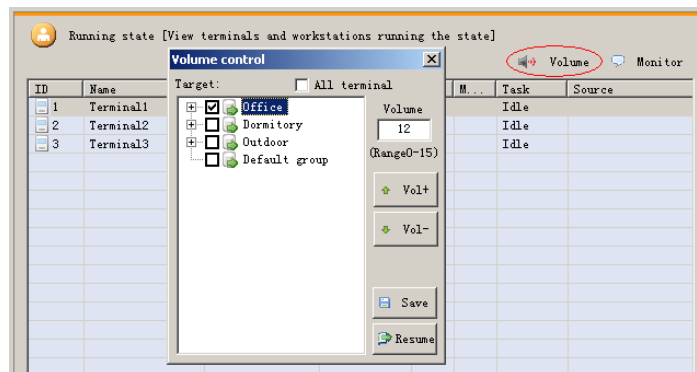 Running state [View terminals and workstations running the state]
Volume Monitor
Volume control
Target: All terminal
Office
Dormitory
Outdoor
Default group
Volume
12
(Range0-15)
Vol+
Vol-
Save
Resume
ID Name M... Task Source
1 Terminal1 Idle
2 Terminal2 Idle
3 Terminal3 Idle